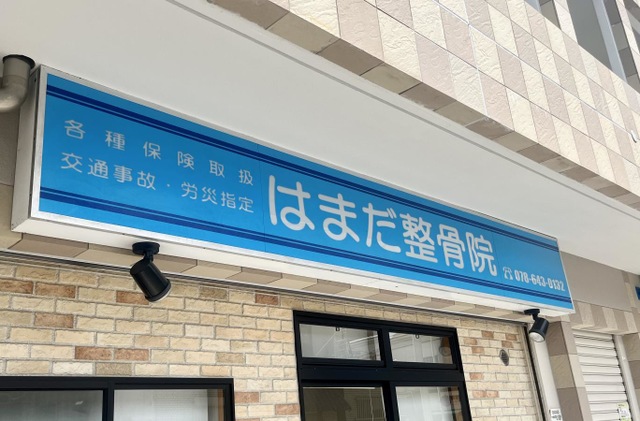 各種保険取扱
交通事故・労災指定
はまだ整骨院
☎078-643-0132